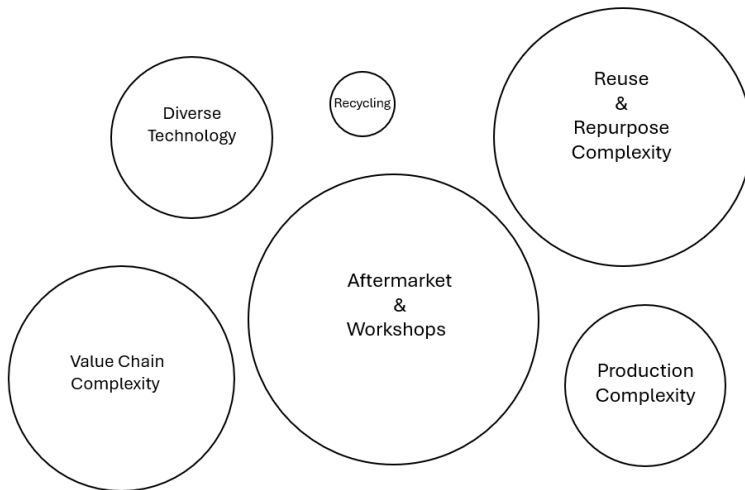 Diverse
Technology
Recycling
Reuse
&
Repurpose
Complexity
Aftermarket
&
Workshops
Value Chain
Complexity
Production
Complexity